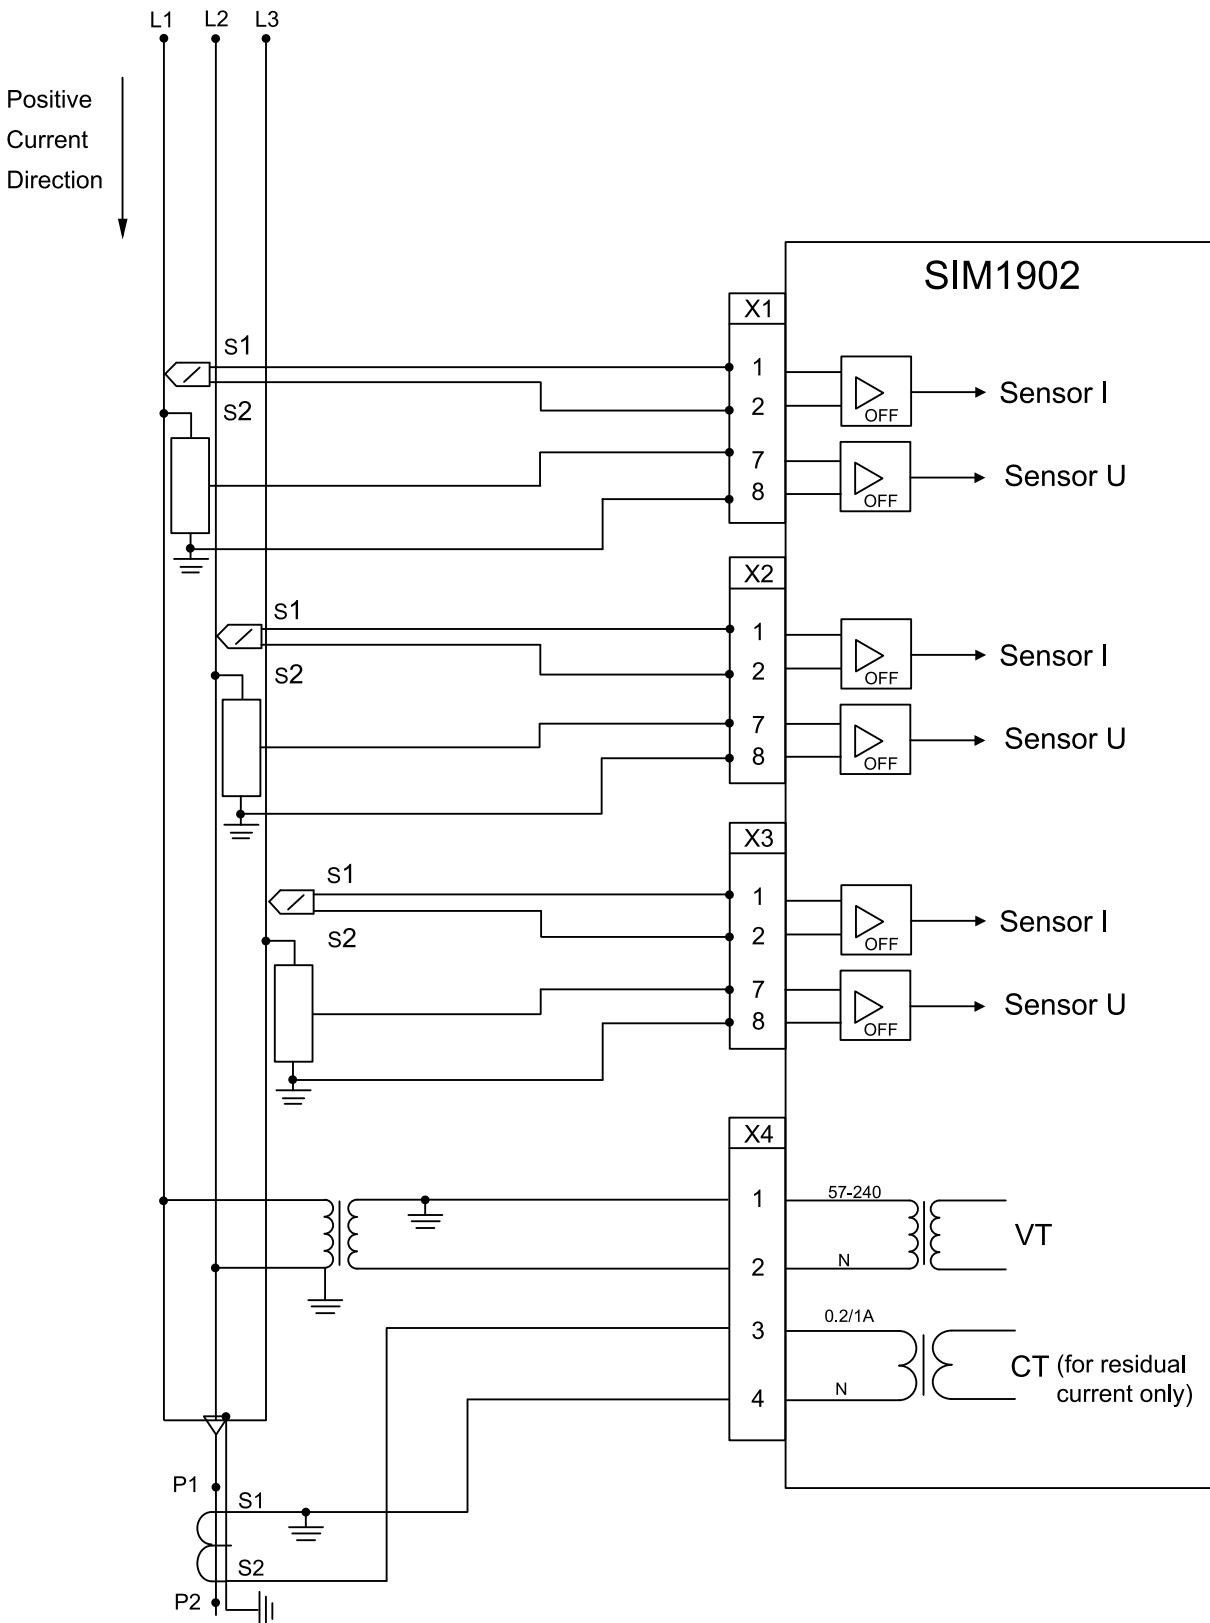 L1 L2 L3
Positive
Current
Direction
SIM1902
X1
S1
1
Sensor I
S2
2
OFF
7
Sensor U
8
OFF
X2
S1
1
Sensor I
S2
2
OFF
7
Sensor U
8
OFF
X3
S1
1
Sensor I
S2
2
OFF
7
Sensor U
8
OFF
X4
1
57-240
VT
2
N
3
0.2/1A
CT (for residual
current only)
4
N
P1
S1
S2
P2